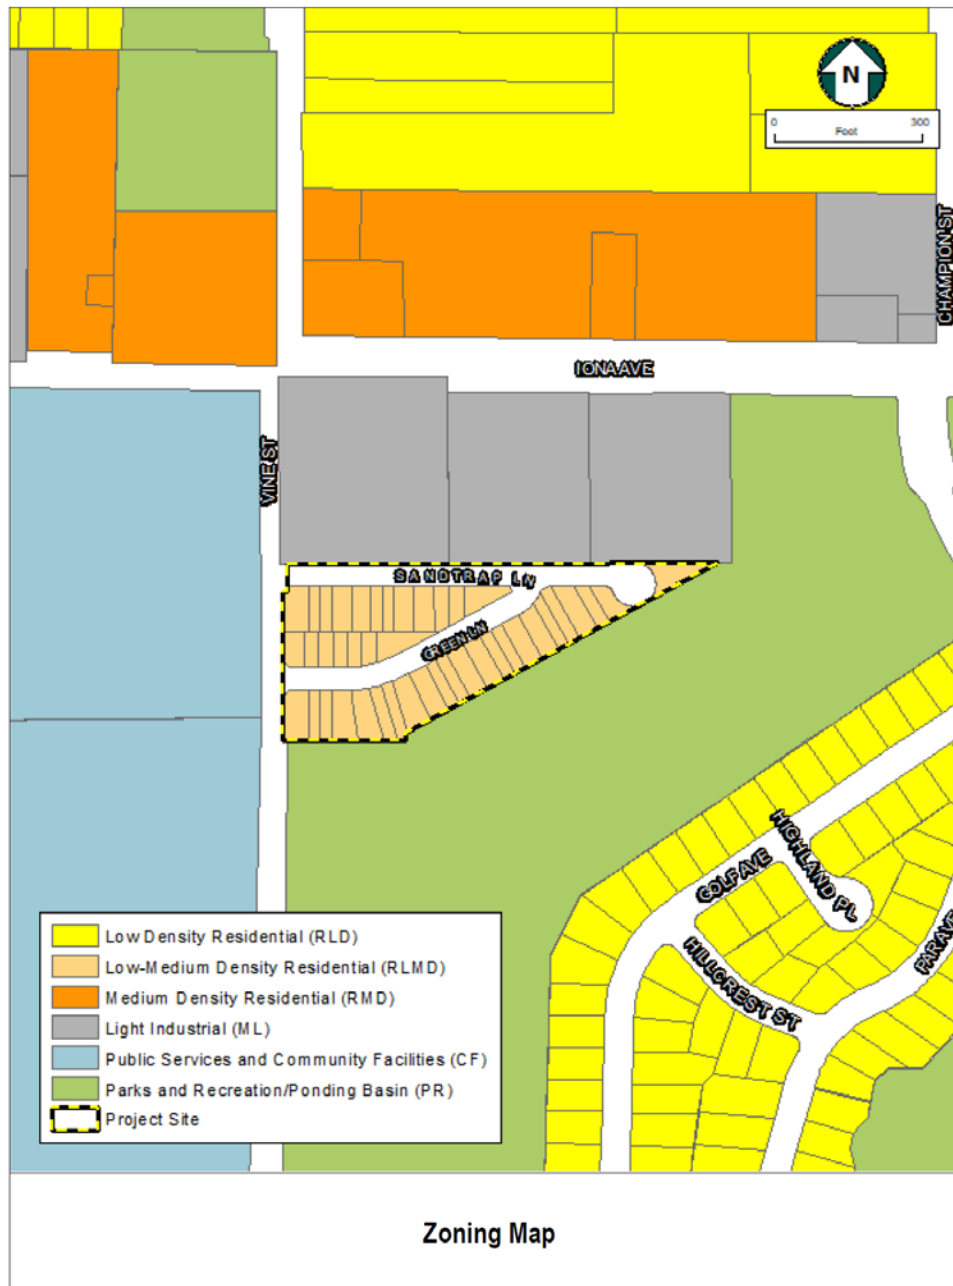 N
0 300
Feet
CHAMPION ST
IONA AVE
VINE ST
SANDTRAP LN
GREEN LN
HIGHLAND PL
GOLF AVE
PAR AVE
HILLCREST ST
Low Density Residential (RLD)
Low-Medium Density Residential (RLMD)
Medium Density Residential (RMD)
Light Industrial (ML)
Public Services and Community Facilities (CF)
Parks and Recreation/Ponding Basin (PR)
Project Site
Zoning Map